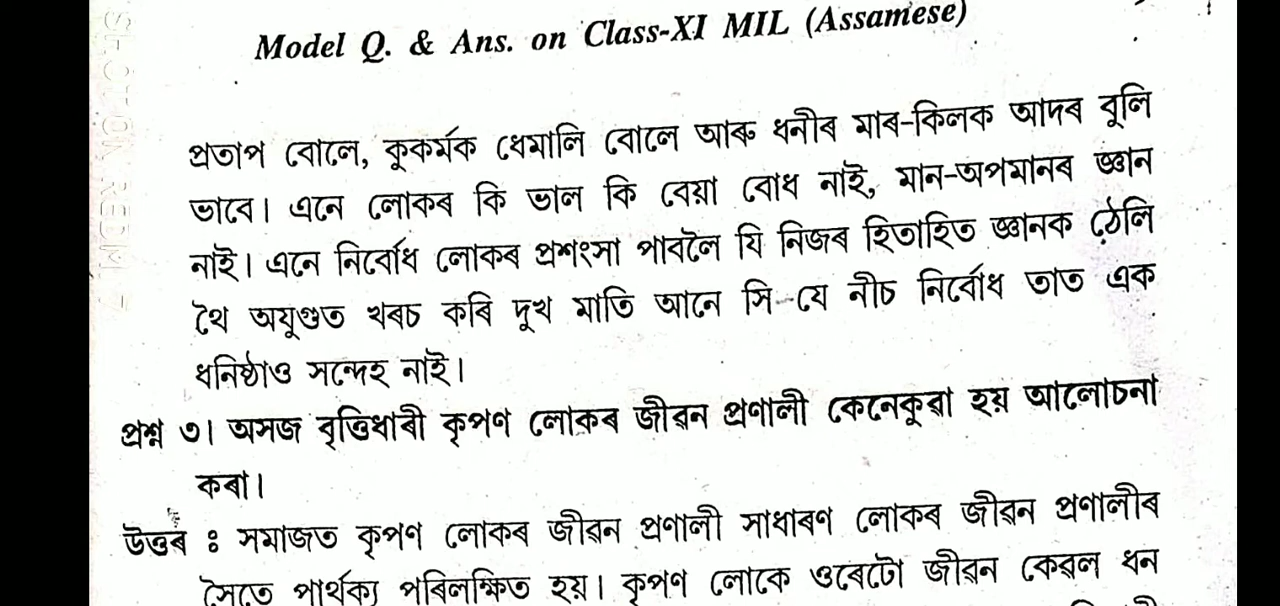 Model Q. & Ans. on Class-XI MIL (Assamese)
প্ৰতাপ বোলে, কুকৰ্মক ধেমালি বোলে আৰু ধনীৰ মাৰ-কিলক আদৰ বুলি
ভাবে। এনে লোকৰ কি ভাল কি বেয়া বোধ নাই, মান-অপমানৰ জ্ঞান
নাই। এনে নিৰ্বোধ লোকৰ প্ৰশংসা পাবলৈ যি নিজৰ হিতাহিত জ্ঞানক ঠেলি
থৈ অযুগুত খৰচ কৰি দুখ মাতি আনে সি যে নীচ নিৰ্বোধ তাত এক
ধনিষ্ঠাও সন্দেহ নাই।
প্ৰশ্ন ৩। অসজ বৃত্তিধাৰী কৃপণ লোকৰ জীৱন প্ৰণালী কেনেকুৱা হয় আলোচনা
কৰা।
উত্তৰ ঃ সমাজত কৃপণ লোকৰ জীৱন প্ৰণালী সাধাৰণ লোকৰ জীৱন প্ৰণালীৰ
সৈতে পাৰ্থক্য পৰিলক্ষিত হয়। কৃপণ লোকে ওৰেটো জীৱন কেৱল ধন